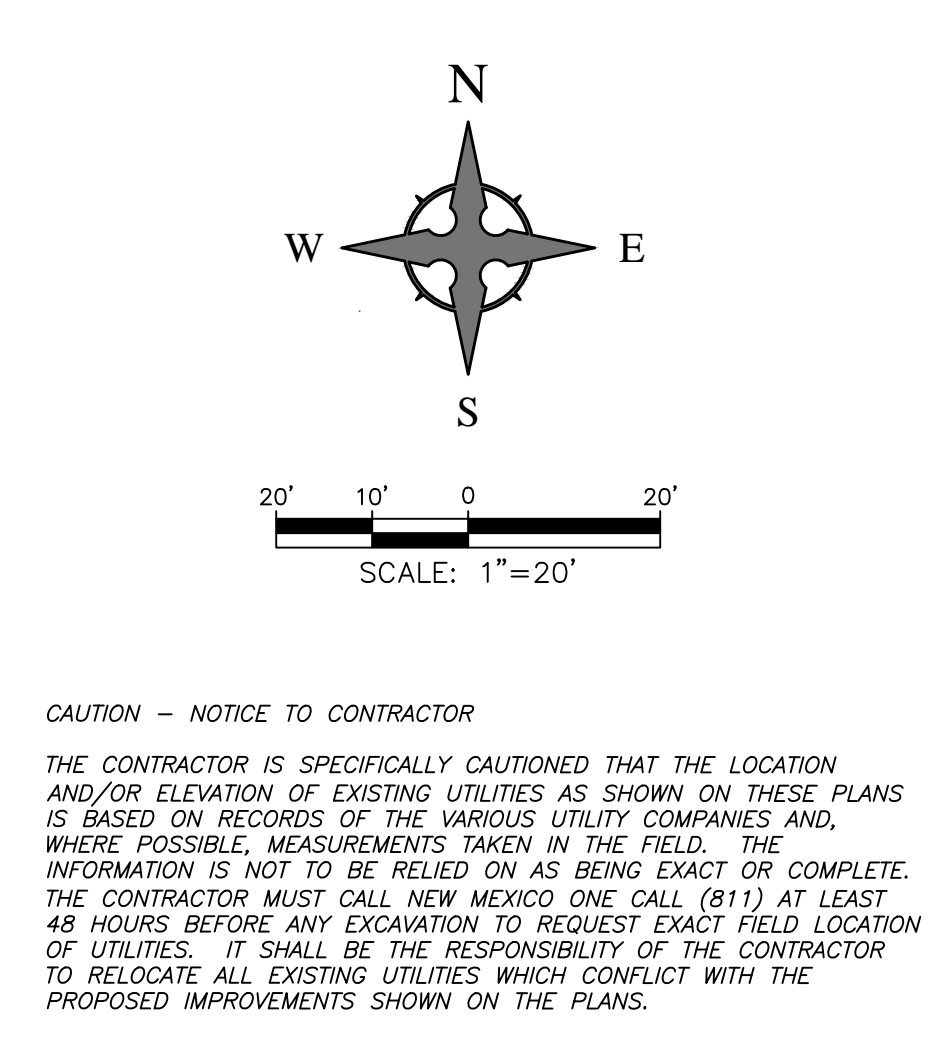 N
W E
S
20' 10' 0 20'
SCALE: 1"=20'
CAUTION – NOTICE TO CONTRACTOR
THE CONTRACTOR IS SPECIFICALLY CAUTIONED THAT THE LOCATION
AND/OR ELEVATION OF EXISTING UTILITIES AS SHOWN ON THESE PLANS
IS BASED ON RECORDS OF THE VARIOUS UTILITY COMPANIES AND,
WHERE POSSIBLE, MEASUREMENTS TAKEN IN THE FIELD. THE
INFORMATION IS NOT TO BE RELIED ON AS BEING EXACT OR COMPLETE.
THE CONTRACTOR MUST CALL NEW MEXICO ONE CALL (811) AT LEAST
48 HOURS BEFORE ANY EXCAVATION TO REQUEST EXACT FIELD LOCATION
OF UTILITIES. IT SHALL BE THE RESPONSIBILITY OF THE CONTRACTOR
TO RELOCATE ALL EXISTING UTILITIES WHICH CONFLICT WITH THE
PROPOSED IMPROVEMENTS SHOWN ON THE PLANS.